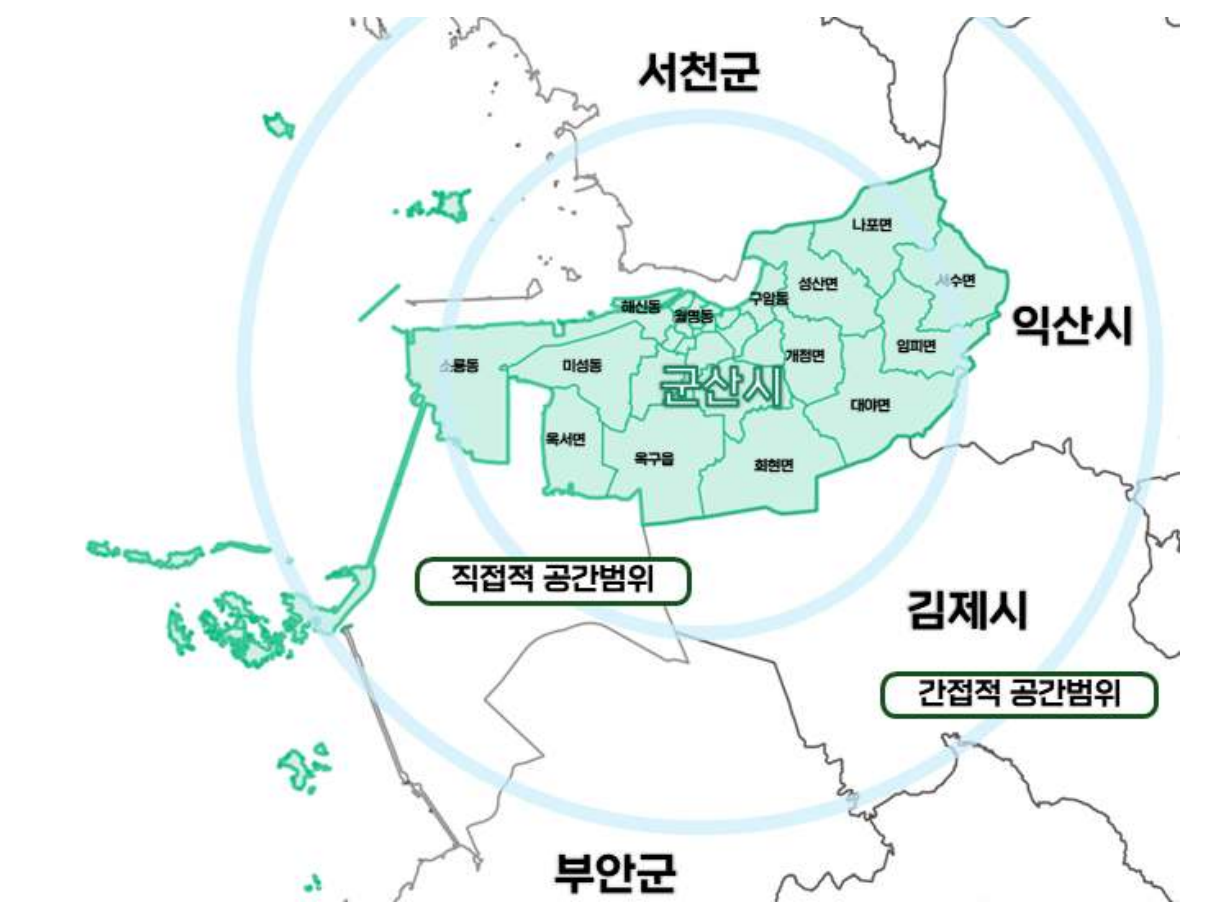 서천군
나포면
서수면
성산면
구암동
해신동
월명동
익산시
임피면
개정면
소룡동
미성동
군산시
대야면
옥서면
옥구읍
회현면
직접적 공간범위
김제시
간접적 공간범위
부안군